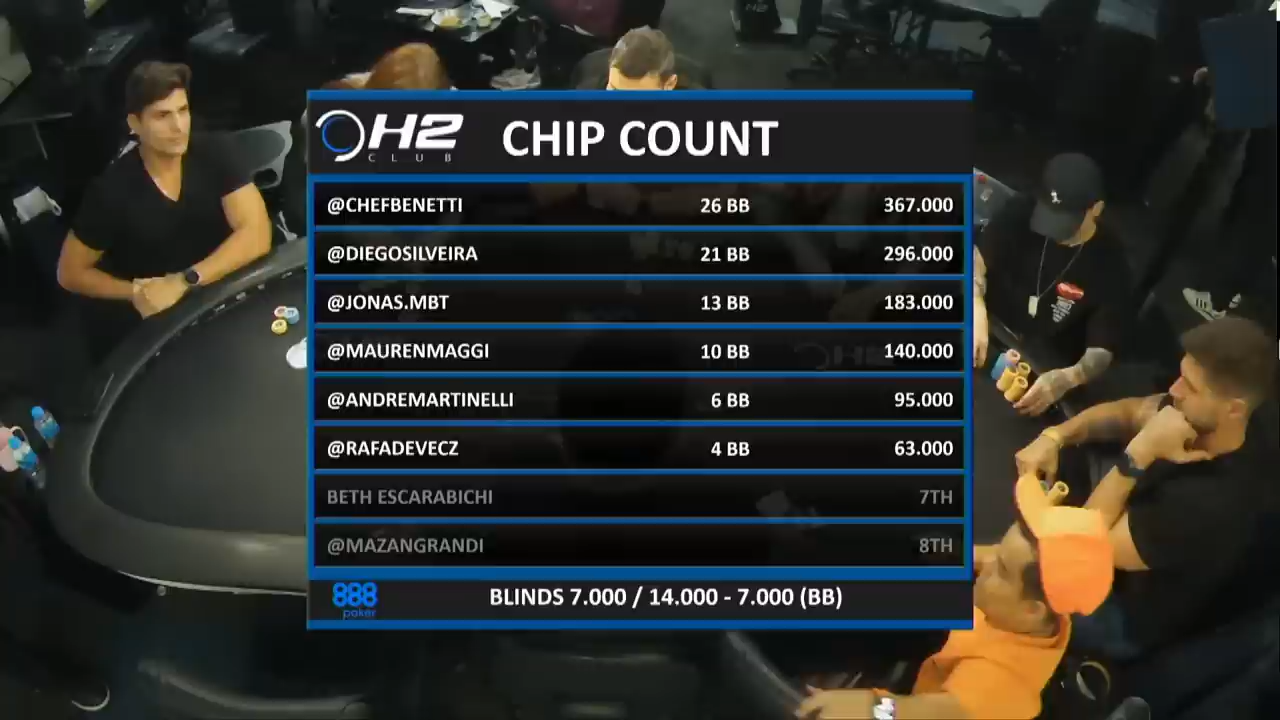 H2
CLUB
CHIP COUNT
@CHEFBENETTI 26 BB 367.000
@DIEGOSILVEIRA 21 BB 296.000
@JONAS.MBT 13 BB 183.000
@MAURENMAGGI 10 BB 140.000
@ANDREMARTINELLI 6 BB 95.000
@RAFADEVECZ 4 BB 63.000
BETH ESCARABICHI 7TH
@MAZANGRANDI 8TH
888
poker
BLINDS 7.000 / 14.000 - 7.000 (BB)